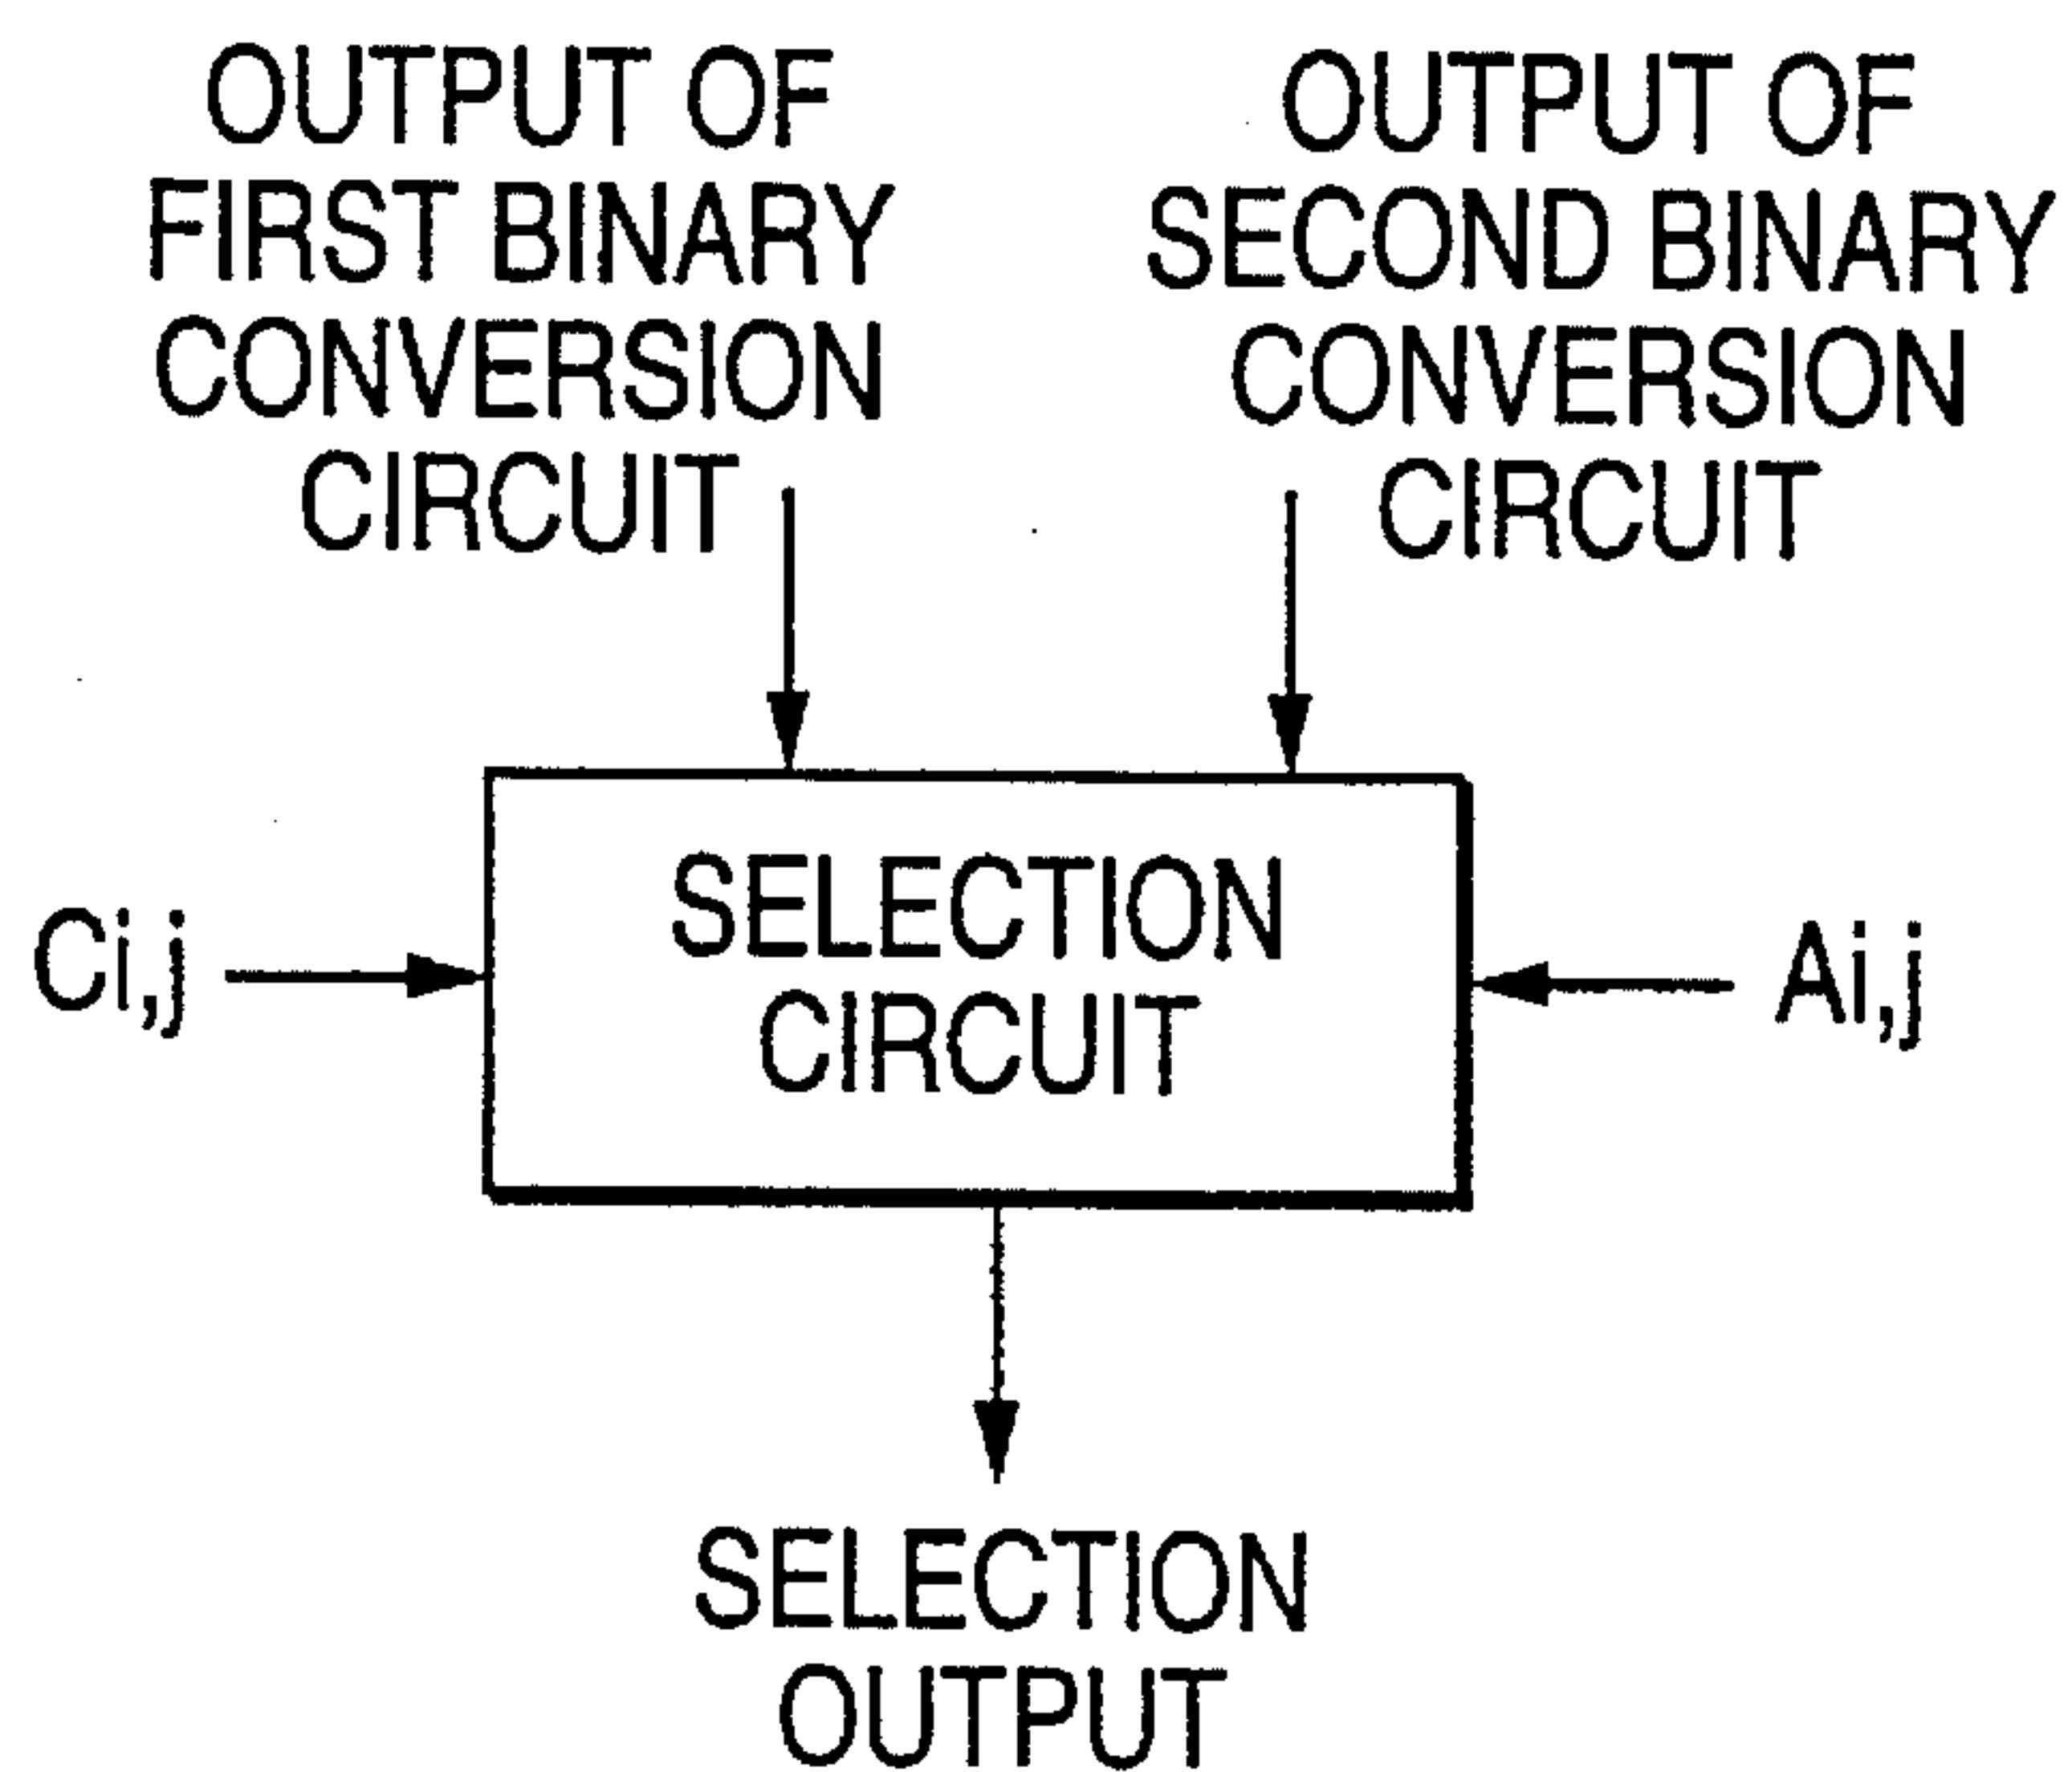 OUTPUT OF
FIRST BINARY
CONVERSION
CIRCUIT
OUTPUT OF
SECOND BINARY
CONVERSION
CIRCUIT
Ci,j
SELECTION
CIRCUIT
Ai,j
SELECTION
OUTPUT